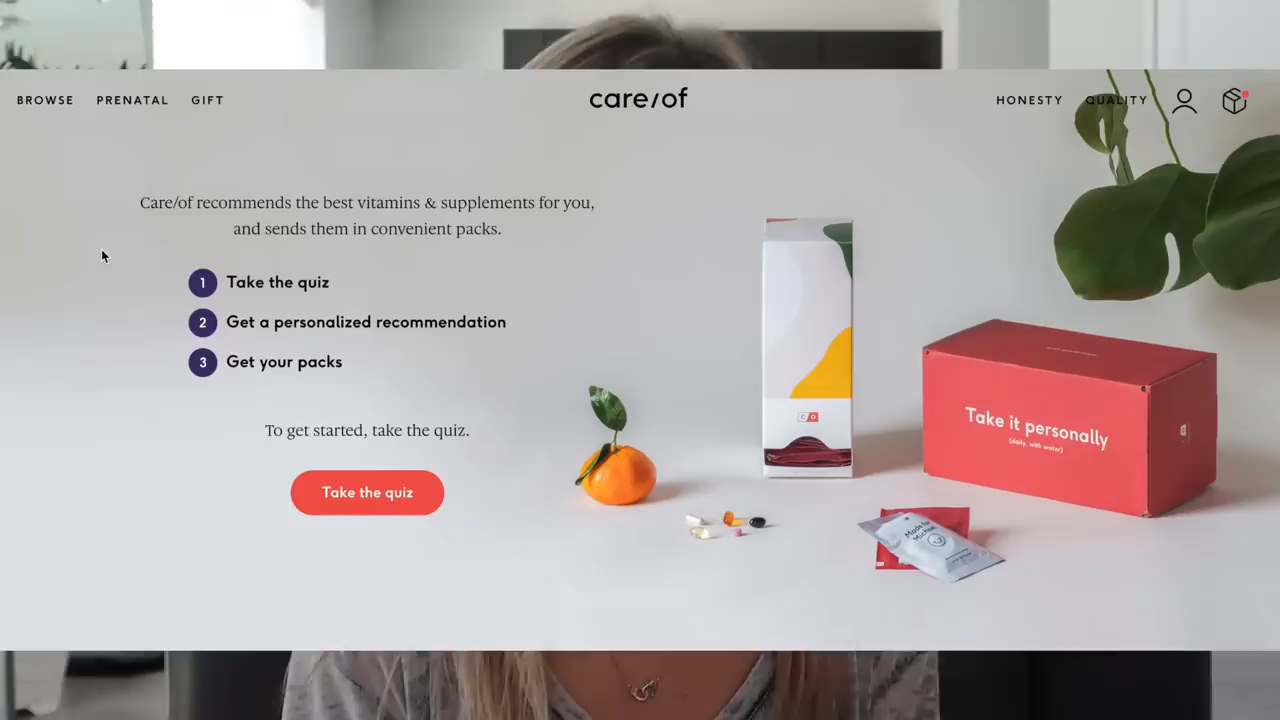 BROWSE PRENATAL GIFT care/of HONESTY QUALITY
Care/of recommends the best vitamins & supplements for you,
and sends them in convenient packs.
1 Take the quiz
2 Get a personalized recommendation
3 Get your packs
To get started, take the quiz.
Take the quiz
C/O
Take it personally
(daily, with water)
Made for